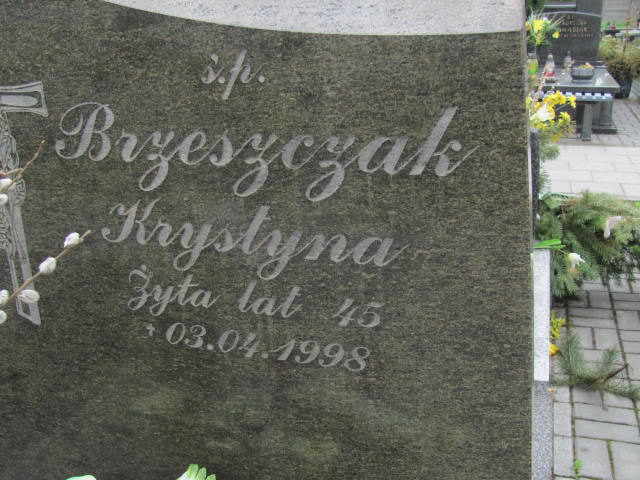 ś.p.
Brzeszczak
Krystyna
Żyła lat 45
+ 03.04.1998